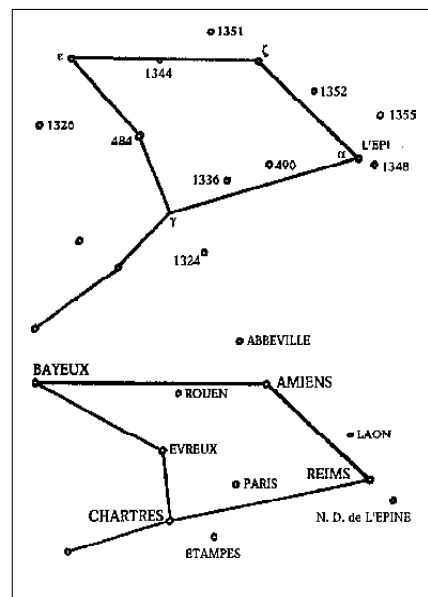 1351
ε
ζ
1344
1352
1355
1326
484
L'EPI
α
490
1348
1336
γ
1324
ABBEVILLE
BAYEUX
AMIENS
ROUEN
LAON
EVREUX
REIMS
PARIS
CHARTRES
N. D. de L'EPINE
ETAMPES